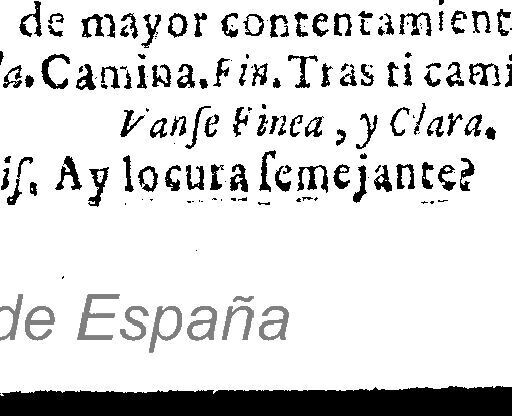 de mayor contentamient
la. Camina. Fin. Tras ti cami
Vanſe Finea, y Clara.
iſ. Ay locura ſemejante?
de España